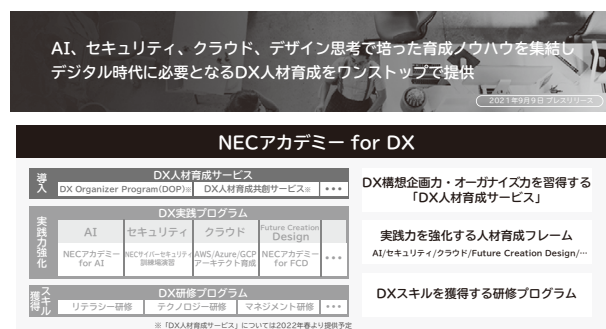 AI、セキュリティ、クラウド、デザイン思考で培った育成ノウハウを集結し
デジタル時代に必要となるDX人材育成をワンストップで提供
2021年9月9日 プレスリリース
NECアカデミー for DX
導入
DX人材育成サービス
DX Organizer Program(DOP)※ DX人材育成共創サービス※ •••
DX構想企画力・オーガナイズ力を習得する
「DX人材育成サービス」
実践力強化
DX実践プログラム
AI セキュリティ クラウド Future Creation Design
NECアカデミー for AI
NECサイバーセキュリティ訓練場演習
AWS/Azure/GCP アーキテクト育成
NECアカデミー for FCD
•••
実践力を強化する人材育成フレーム
AI/セキュリティ/クラウド/Future Creation Design/…
スキル獲得
DX研修プログラム
リテラシー研修 テクノロジー研修 マネジメント研修 •••
DXスキルを獲得する研修プログラム
※「DX人材育成サービス」については2022年春より提供予定